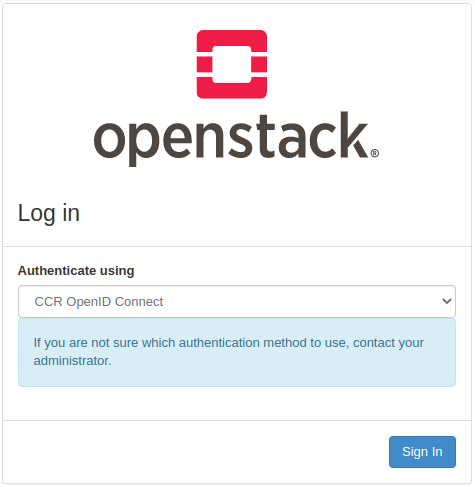 openstack®
Log in
Authenticate using
CCR OpenID Connect
If you are not sure which authentication method to use, contact your
administrator.
Sign In